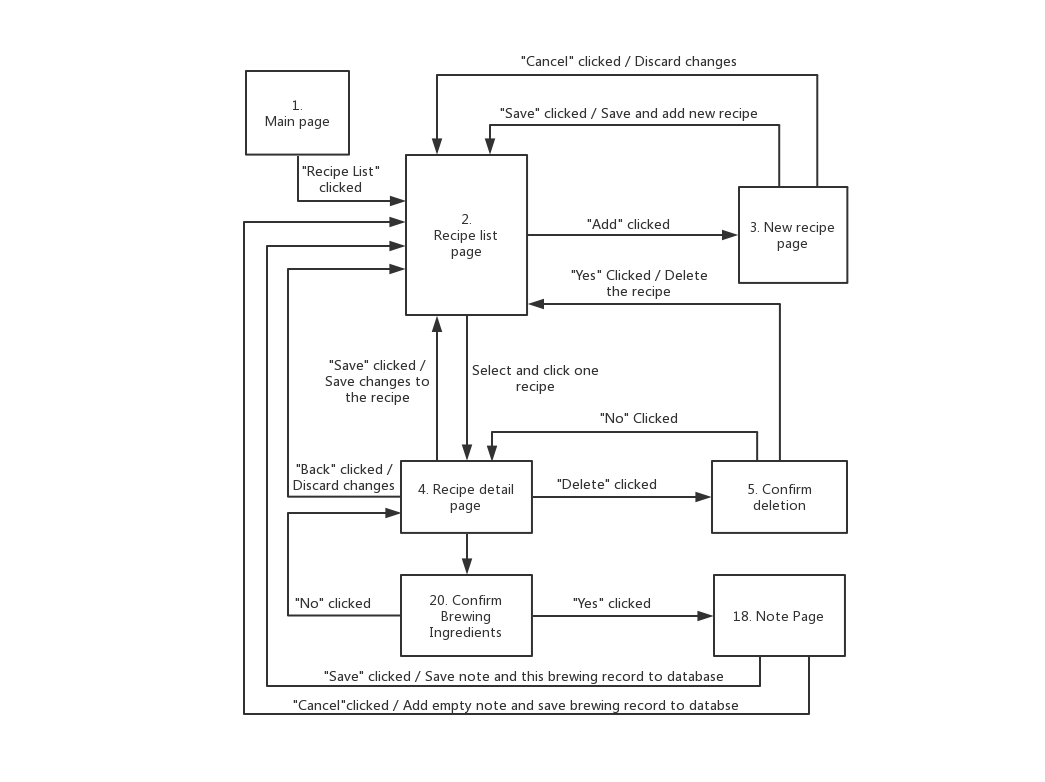 "Cancel" clicked / Discard changes
1.
Main page
"Save" clicked / Save and add new recipe
"Recipe List"
clicked
2.
Recipe list
page
"Add" clicked
3. New recipe
page
"Yes" Clicked / Delete
the recipe
"Save" clicked /
Save changes to
the recipe
Select and click one
recipe
"No" Clicked
"Back" clicked /
Discard changes
4. Recipe detail
page
"Delete" clicked
5. Confirm
deletion
"No" clicked
20. Confirm
Brewing
Ingredients
"Yes" clicked
18. Note Page
"Save" clicked / Save note and this brewing record to database
"Cancel"clicked / Add empty note and save brewing record to databse